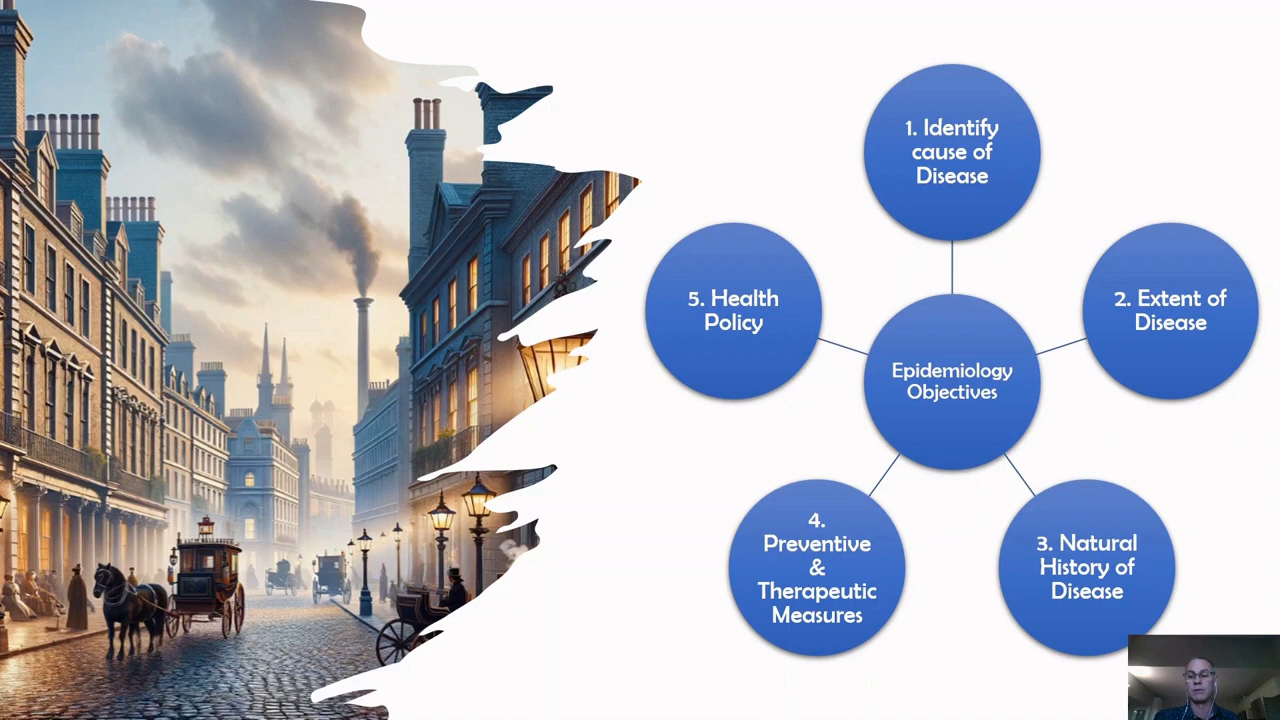 1. Identify
cause of
Disease
5. Health
Policy
2. Extent of
Disease
Epidemiology
Objectives
4.
Preventive
&
Therapeutic
Measures
3. Natural
History of
Disease